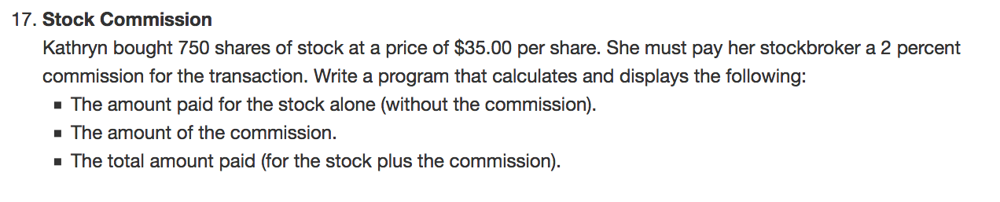 17. Stock Commission
Kathryn bought 750 shares of stock at a price of $35.00 per share. She must pay her stockbroker a 2 percent
commission for the transaction. Write a program that calculates and displays the following:
▪ The amount paid for the stock alone (without the commission).
▪ The amount of the commission.
▪ The total amount paid (for the stock plus the commission).